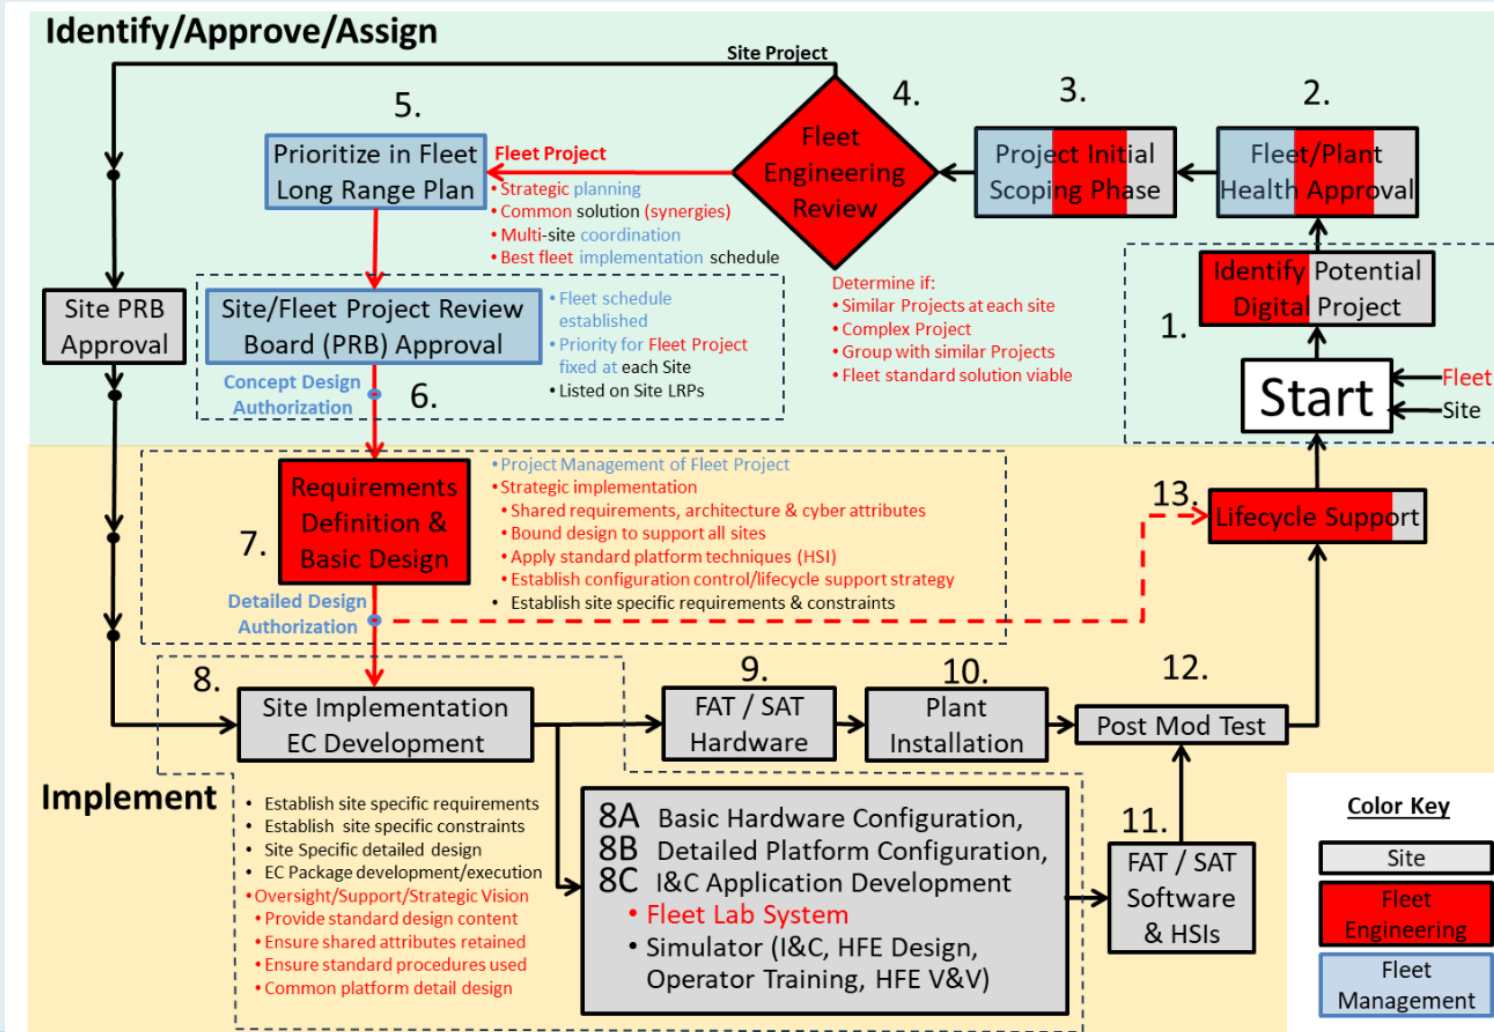 Identify/Approve/Assign
Site Project
5.
4.
3.
2.
Prioritize in Fleet
Long Range Plan
Fleet Project
• Strategic planning
• Common solution (synergies)
• Multi-site coordination
• Best fleet implementation schedule
Fleet
Engineering
Review
Project Initial
Scoping Phase
Fleet/Plant
Health Approval
Site PRB
Approval
Site/Fleet Project Review
Board (PRB) Approval
• Fleet schedule
established
• Priority for Fleet Project
fixed at each Site
• Listed on Site LRPs
Concept Design
Authorization
6.
Determine if:
• Similar Projects at each site
• Complex Project
• Group with similar Projects
• Fleet standard solution viable
Identify Potential
Digital Project
1.
Start
Fleet
Site
7.
Requirements
Definition &
Basic Design
• Project Management of Fleet Project
• Strategic implementation
• Shared requirements, architecture & cyber attributes
• Bound design to support all sites
• Apply standard platform techniques (HSI)
• Establish configuration control/lifecycle support strategy
• Establish site specific requirements & constraints
Detailed Design
Authorization
13.
Lifecycle Support
8.
Site Implementation
EC Development
9.
FAT / SAT
Hardware
10.
Plant
Installation
12.
Post Mod Test
Implement
• Establish site specific requirements
• Establish site specific constraints
• Site Specific detailed design
• EC Package development/execution
• Oversight/Support/Strategic Vision
• Provide standard design content
• Ensure shared attributes retained
• Ensure standard procedures used
• Common platform detail design
8A Basic Hardware Configuration,
8B Detailed Platform Configuration,
8C I&C Application Development
• Fleet Lab System
• Simulator (I&C, HFE Design,
Operator Training, HFE V&V)
11.
FAT / SAT
Software
& HSIs
Color Key
Site
Fleet
Engineering
Fleet
Management